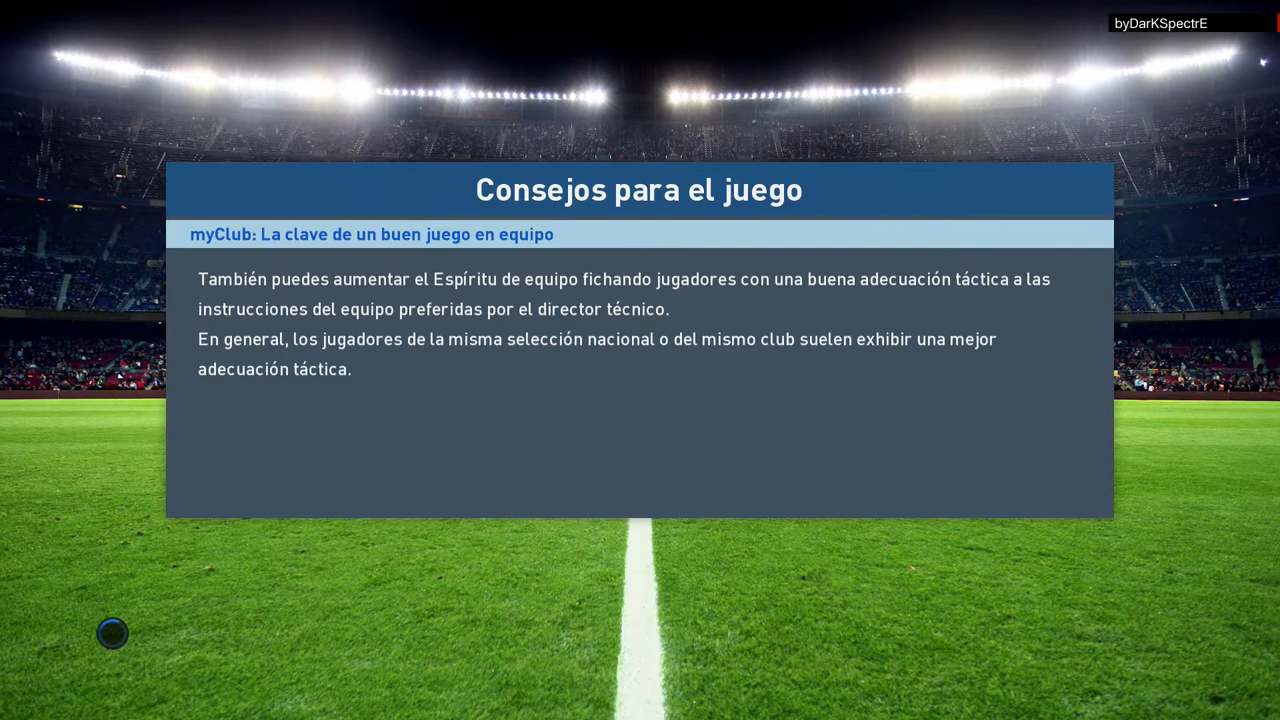 byDarKSpectrE
Consejos para el juego
myClub: La clave de un buen juego en equipo
También puedes aumentar el Espíritu de equipo fichando jugadores con una buena adecuación táctica a las
instrucciones del equipo preferidas por el director técnico.
En general, los jugadores de la misma selección nacional o del mismo club suelen exhibir una mejor
adecuación táctica.